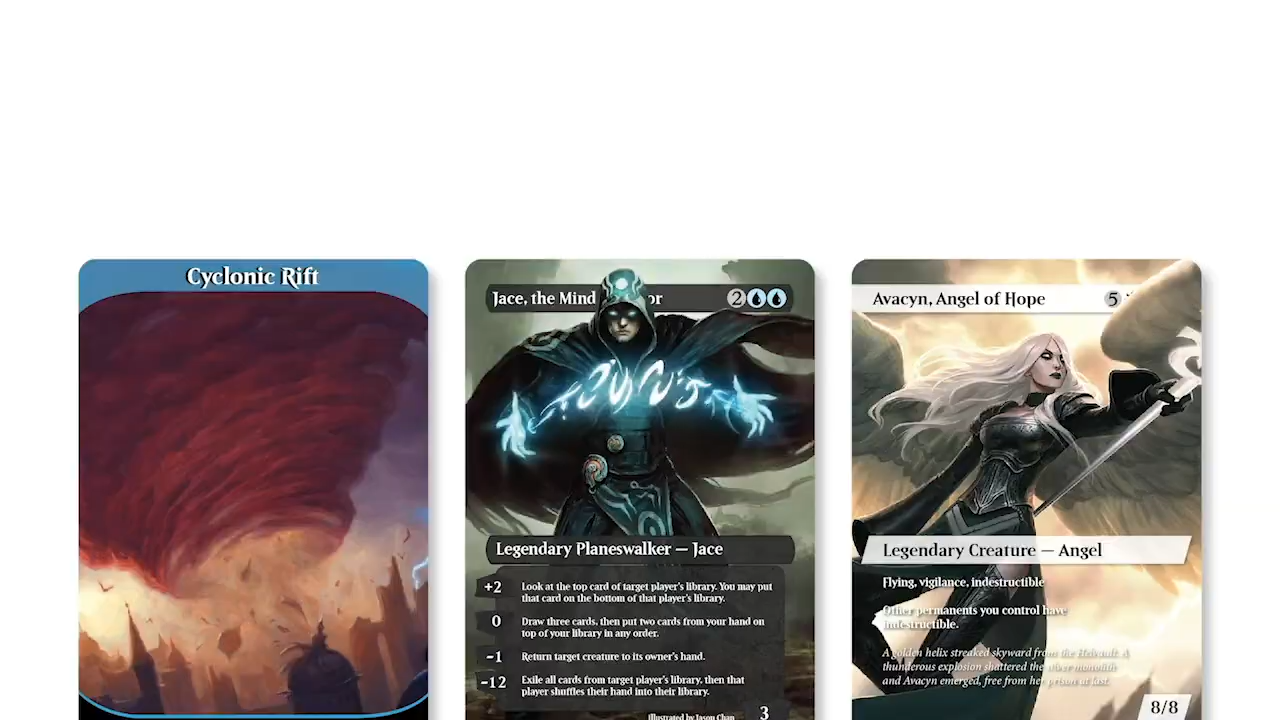 Cyclonic Rift
Jace, the Mind or
2
Legendary Planeswalker — Jace
+2 Look at the top card of target player's library. You may put
that card on the bottom of that player's library.
0 Draw three cards, then put two cards from your hand on
top of your library in any order.
−1 Return target creature to its owner's hand.
−12 Exile all cards from target player's library, then that
player shuffles their hand into their library.
Illustrated by Jason Chan
3
Avacyn, Angel of Hope
5
Legendary Creature — Angel
Flying, vigilance, indestructible
Other permanents you control have
indestructible.
A golden helix streaked skyward from the Helvault. A
thunderous explosion shattered the silver monolith
and Avacyn emerged, free from her prison at last.
8/8